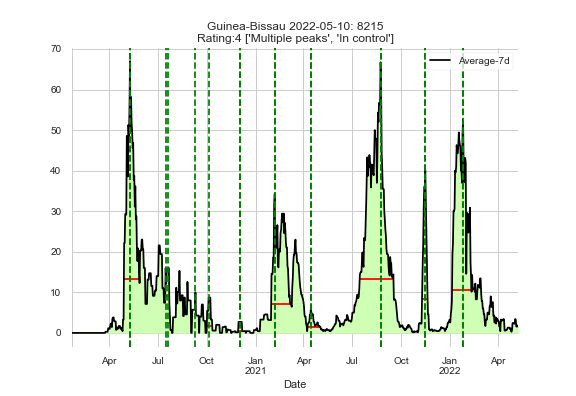 Guinea-Bissau 2022-05-10: 8215
Rating:4 ['Multiple peaks', 'In control']
Average-7d
70
60
50
40
30
20
10
0
Apr Jul Oct Jan Apr Jul Oct Jan Apr
2021 2022
Date